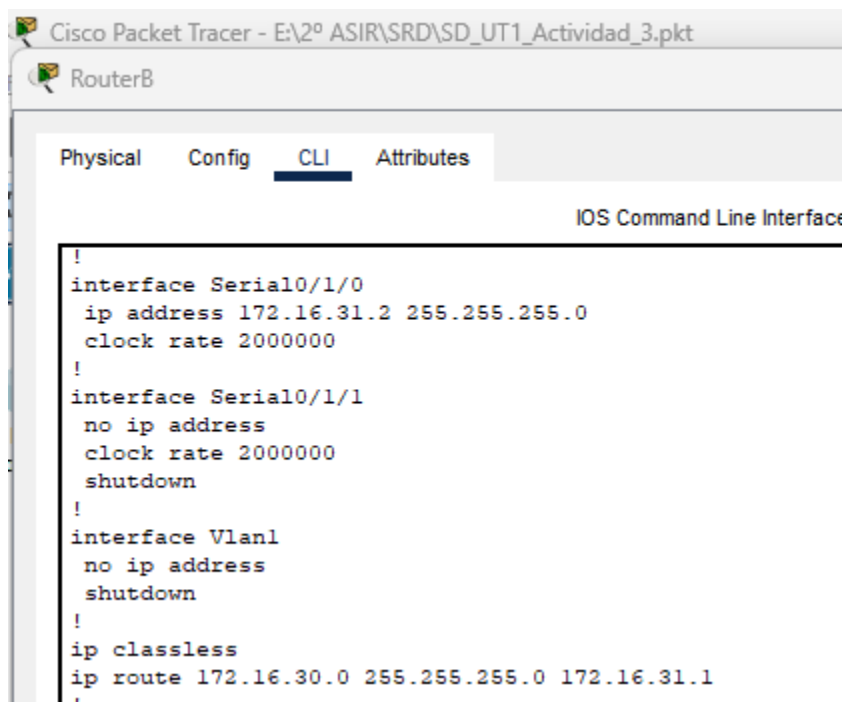 Cisco Packet Tracer - E:\2º ASIR\SRD\SD_UT1_Actividad_3.pkt
RouterB
Physical Config CLI Attributes
IOS Command Line Interface
!
interface Serial0/1/0
 ip address 172.16.31.2 255.255.255.0
 clock rate 2000000
!
interface Serial0/1/1
 no ip address
 clock rate 2000000
 shutdown
!
interface Vlan1
 no ip address
 shutdown
!
ip classless
ip route 172.16.30.0 255.255.255.0 172.16.31.1
!